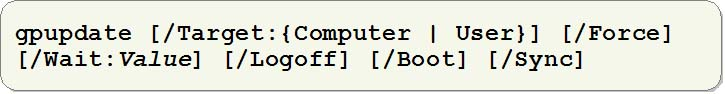 gpupdate [/Target:{Computer | User}] [/Force]
[/Wait:Value] [/Logoff] [/Boot] [/Sync]